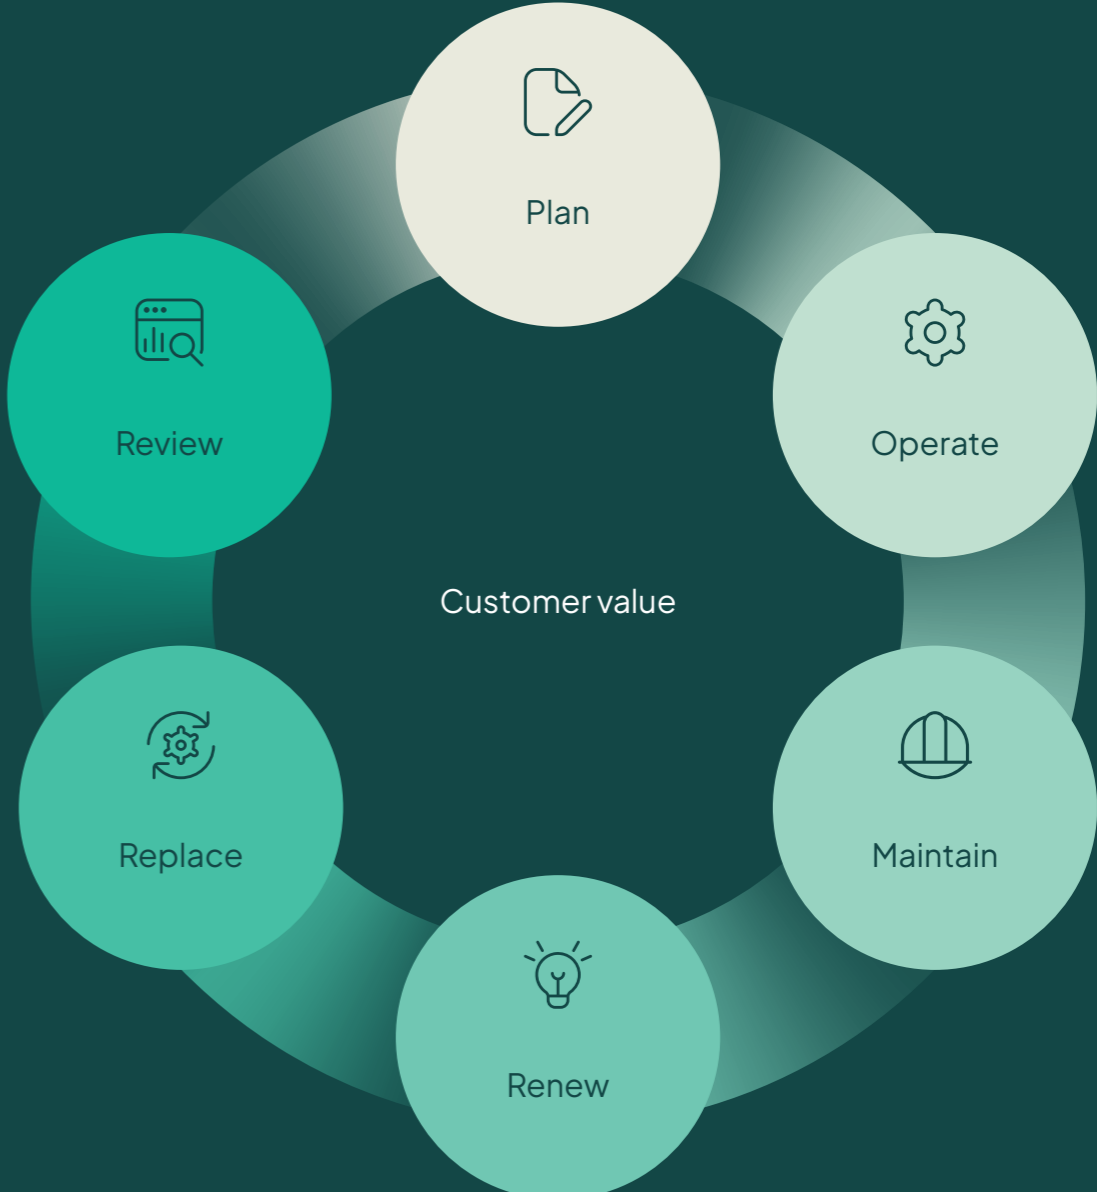 Plan
Operate
Maintain
Renew
Replace
Review
Customer value